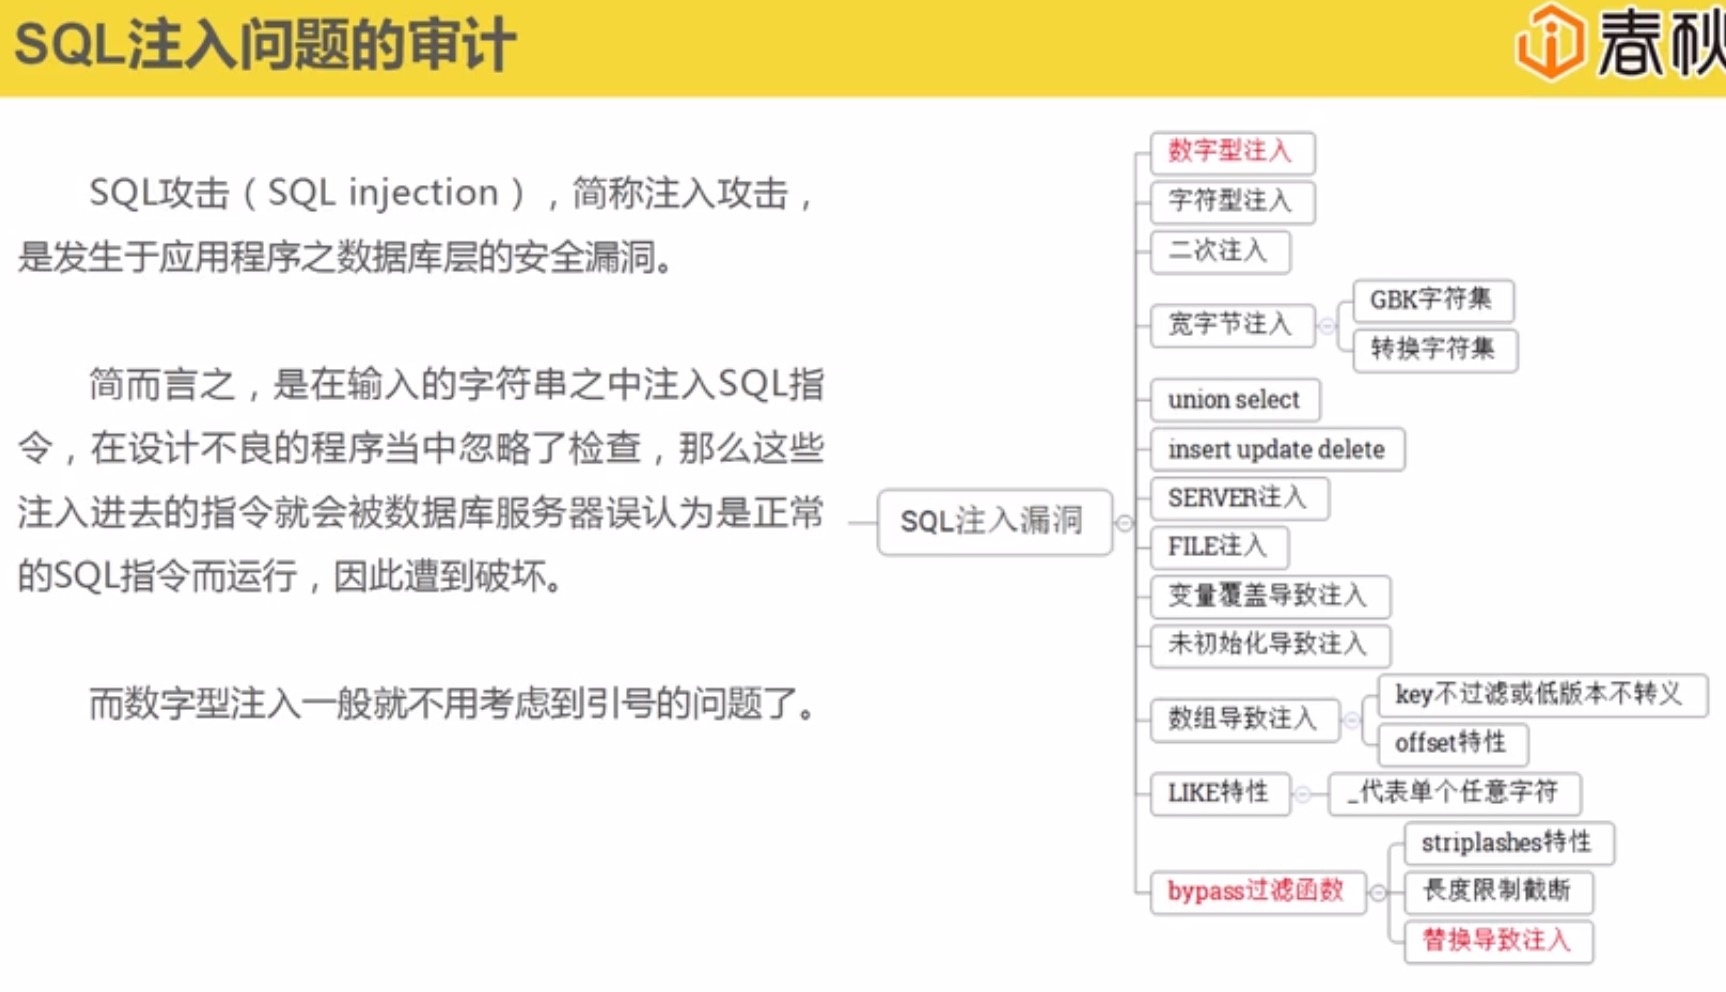 SQL注入问题的审计
春秋
SQL攻击（SQL injection），简称注入攻击，
是发生于应用程序之数据库层的安全漏洞。
简而言之，是在输入的字符串之中注入SQL指
令，在设计不良的程序当中忽略了检查，那么这些
注入进去的指令就会被数据库服务器误认为是正常
的SQL指令而运行，因此遭到破坏。
而数字型注入一般就不用考虑到引号的问题了。
SQL注入漏洞
数字型注入
字符型注入
二次注入
宽字节注入
GBK字符集
转换字符集
union select
insert update delete
SERVER注入
FILE注入
变量覆盖导致注入
未初始化导致注入
数组导致注入
key不过滤或低版本不转义
offset特性
LIKE特性
_代表单个任意字符
bypass过滤函数
striplashes特性
長度限制截断
替换导致注入